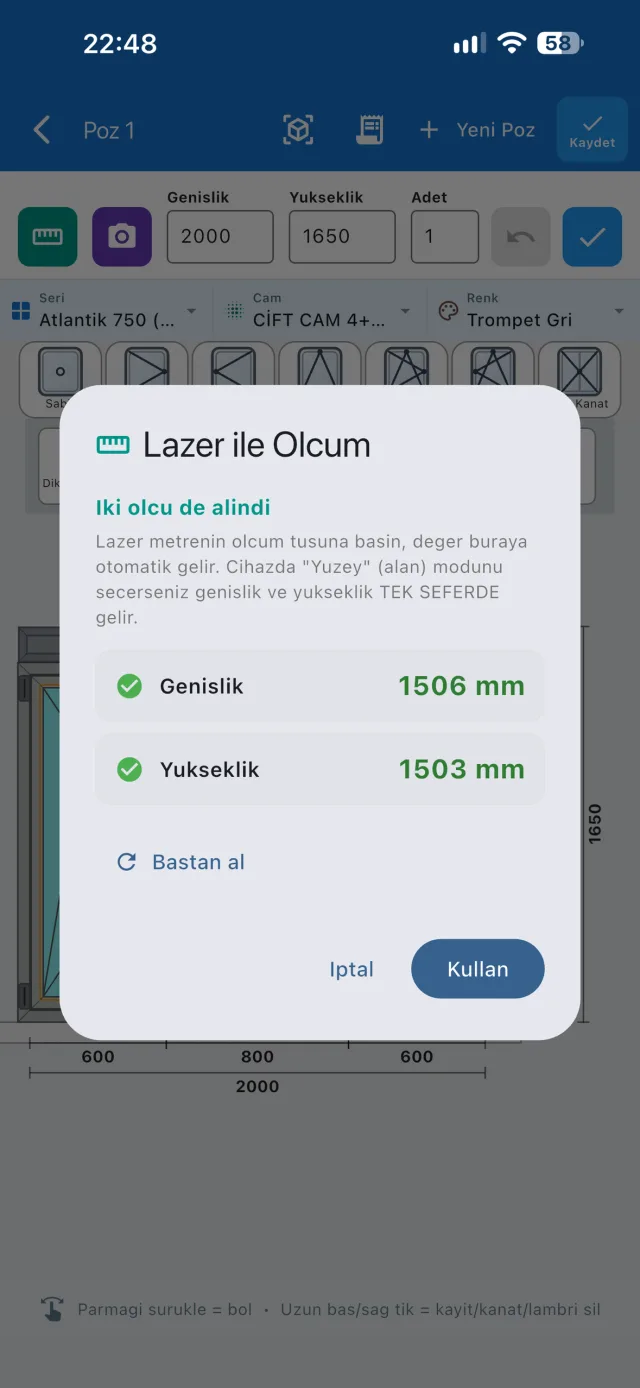 22:48
58
Poz 1
Yeni Poz
Kaydet
Genislik
Yukseklik
Adet
2000
1650
1
Seri
Atlantik 750 (...
Cam
CİFT CAM 4+...
Renk
Trompet Gri
Sab
Kanat
Dik
Lazer ile Olcum
Iki olcu de alindi
Lazer metrenin olcum tusuna basin, deger buraya
otomatik gelir. Cihazda "Yuzey" (alan) modunu
secerseniz genislik ve yukseklik TEK SEFERDE
gelir.
Genislik
1506 mm
Yukseklik
1503 mm
1650
Bastan al
Iptal
Kullan
600
800
600
2000
Parmagi surukle = bol • Uzun bas/sag tik = kayit/kanat/lambri sil